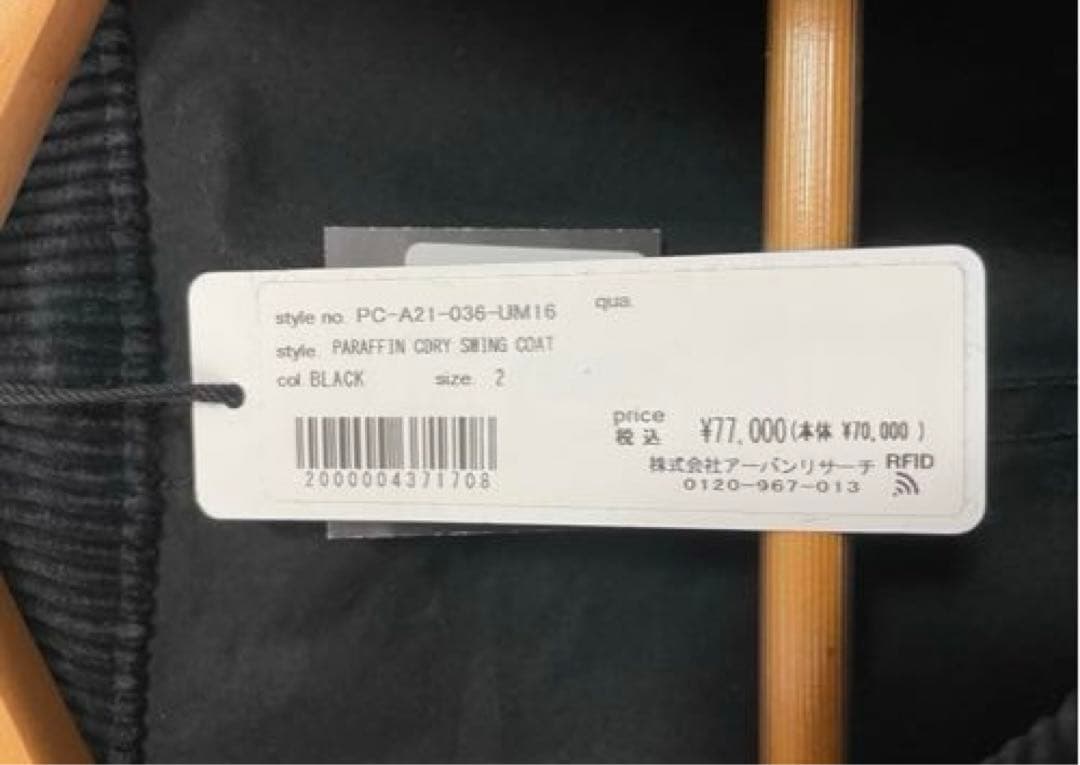 style no. PC-A21-036-UM16
qua.
style. PARAFFIN CDRY SWING COAT
col. BLACK size. 2
price
税込 ¥77,000(本体 ¥70,000 )
2000004371708
株式会社アーバンリサーチ RFID
0120-967-013